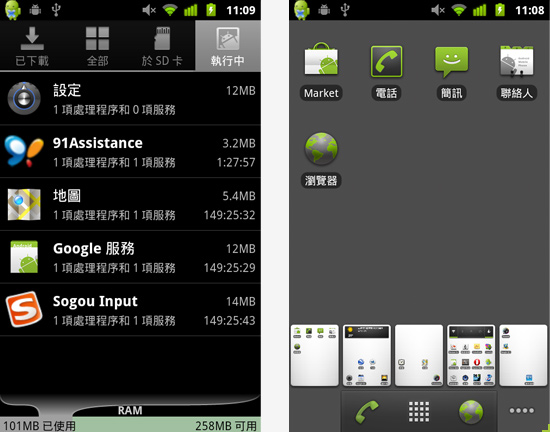 11:09
已下載 全部 於 SD 卡 執行中
設定 12MB
1 項處理程序和 0 項服務
91Assistance 3.2MB
1 項處理程序和 1 項服務 1:27:57
地圖 5.4MB
1 項處理程序和 1 項服務 149:25:32
Google 服務 12MB
1 項處理程序和 1 項服務 149:25:29
Sogou Input 14MB
1 項處理程序和 1 項服務 149:25:43
RAM
101MB 已使用 258MB 可用
11:08
Market 電話 簡訊 聯絡人
瀏覽器